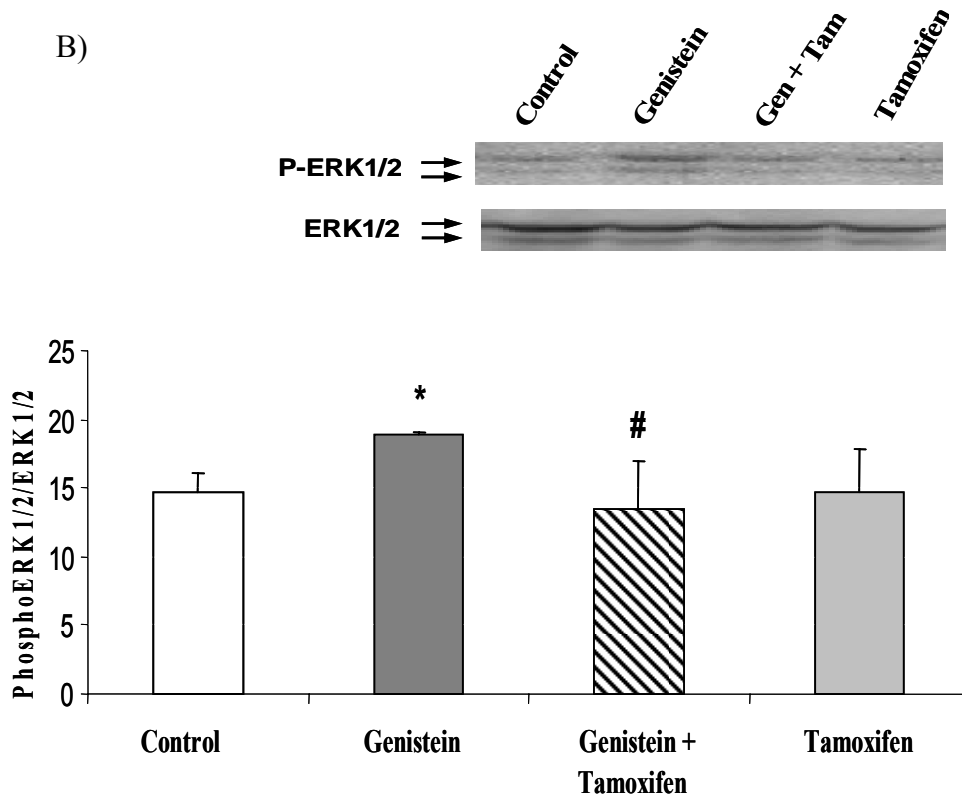 B)
Control
Genistein
Gen + Tam
Tamoxifen
P-ERK1/2
ERK1/2
PhosphoERK1/2/ERK1/2
25
20
15
10
5
0
*
#
Control
Genistein
Genistein +
Tamoxifen
Tamoxifen